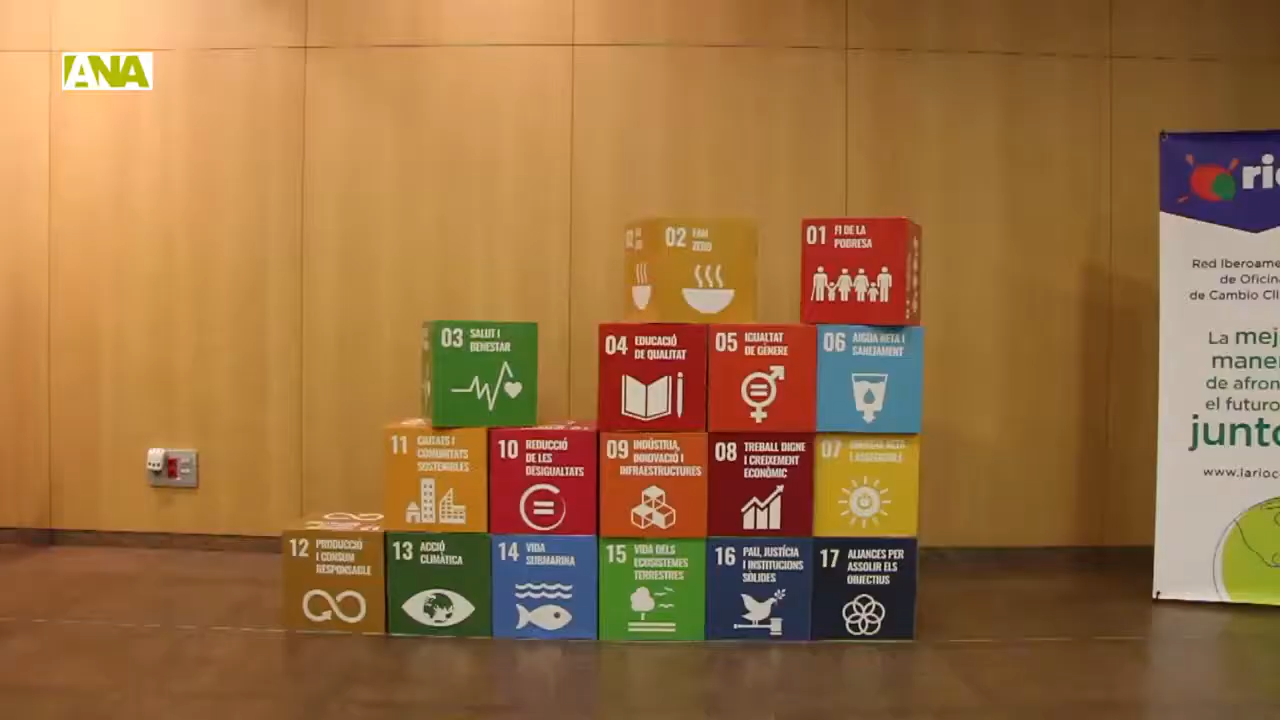 ANA
02 FAM
ZERO
01 FI DE LA
POBRESA
03 SALUT I
BENESTAR
04 EDUCACIÓ
DE QUALITAT
05 IGUALTAT
DE GÈNERE
06 AIGUA NETA I
SANEJAMENT
11 CIUTATS I
COMUNITATS
SOSTENIBLES
10 REDUCCIÓ
DE LES
DESIGUALTATS
09 INDÚSTRIA,
INNOVACIÓ I
INFRAESTRUCTURES
08 TREBALL DIGNE
I CREIXEMENT
ECONÒMIC
07
12 PRODUCCIÓ
I CONSUM
RESPONSABLE
13 ACCIÓ
CLIMÀTICA
14 VIDA
SUBMARINA
15 VIDA DELS
ECOSISTEMES
TERRESTRES
16 PAU, JUSTÍCIA
I INSTITUCIONS
SÒLIDES
17 ALIANCES PER
ASSOLIR ELS
OBJECTIUS
Red Iberoame
de Oficina
de Cambio Cli
La mej
maner
de afron
el futuro
junto
www.larioc